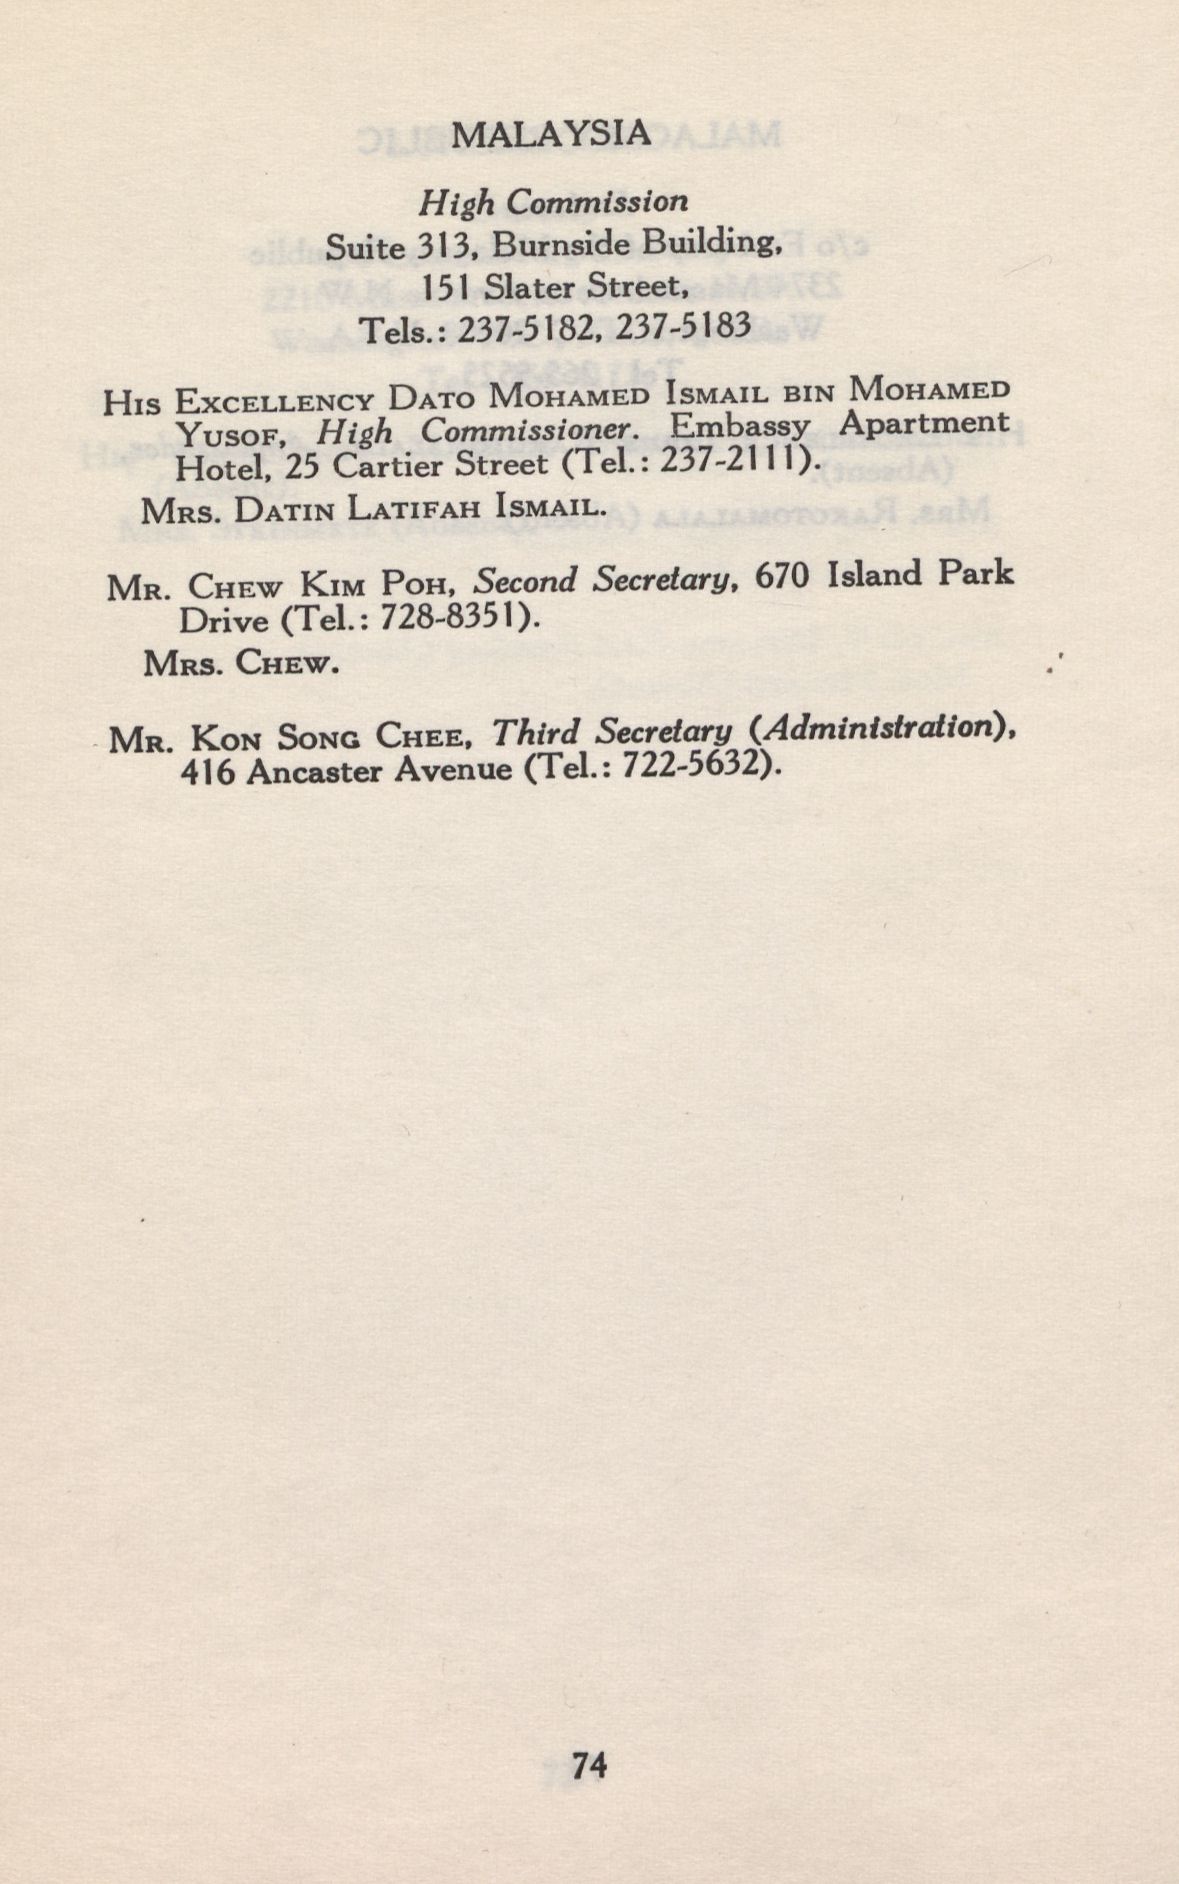 MALAYSIA
High Commission
Suite 313, Burnside Building,
151 Slater Street,
Tels.: 237-5182, 237-5183
HIS EXCELLENCY DATO MOHAMED ISMAIL BIN MOHAMED
YUSOF, High Commissioner. Embassy Apartment
Hotel, 25 Cartier Street (Tel.: 237-2111).
MRS. DATIN LATIFAH ISMAIL.
MR. CHEW KIM POH, Second Secretary, 670 Island Park
Drive (Tel.: 728-8351).
MRS. CHEW.
MR. KON SONG CHEE, Third Secretary (Administration),
416 Ancaster Avenue (Tel.: 722-5632).
74